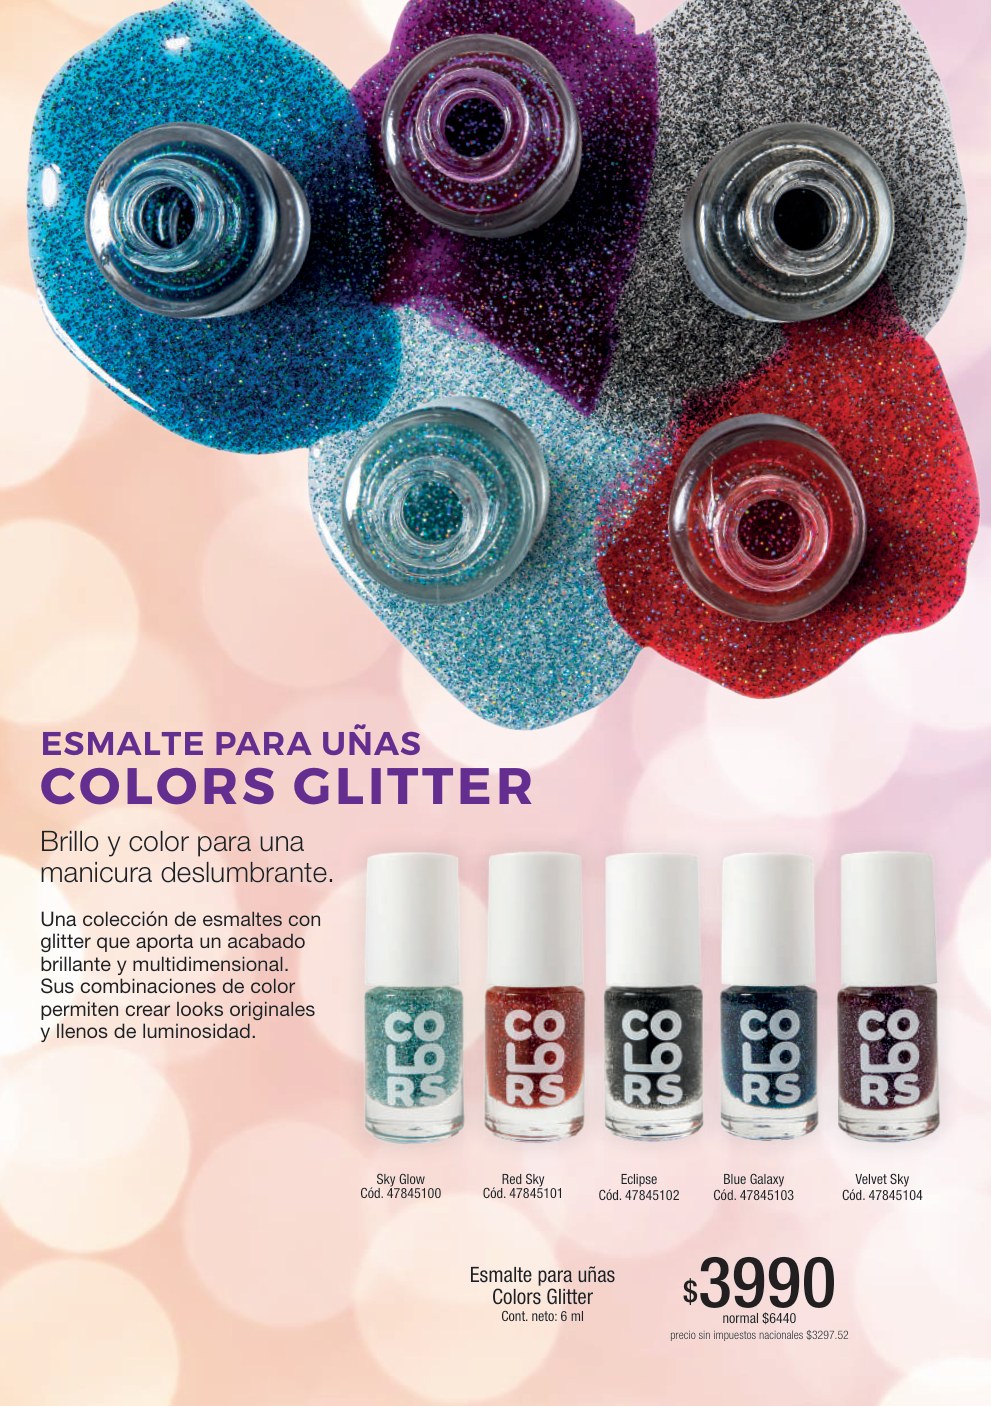 ESMALTE PARA UÑAS
COLORS GLITTER
Brillo y color para una
manicura deslumbrante.
Una colección de esmaltes con
glitter que aporta un acabado
brillante y multidimensional.
Sus combinaciones de color
permiten crear looks originales
y llenos de luminosidad.
CO
LO
RS
CO
LO
RS
CO
LO
RS
CO
LO
RS
CO
LO
RS
Sky Glow
Cód. 47845100
Red Sky
Cód. 47845101
Eclipse
Cód. 47845102
Blue Galaxy
Cód. 47845103
Velvet Sky
Cód. 47845104
Esmalte para uñas
Colors Glitter
Cont. neto: 6 ml
$3990
normal $6440
precio sin impuestos nacionales $3297.52